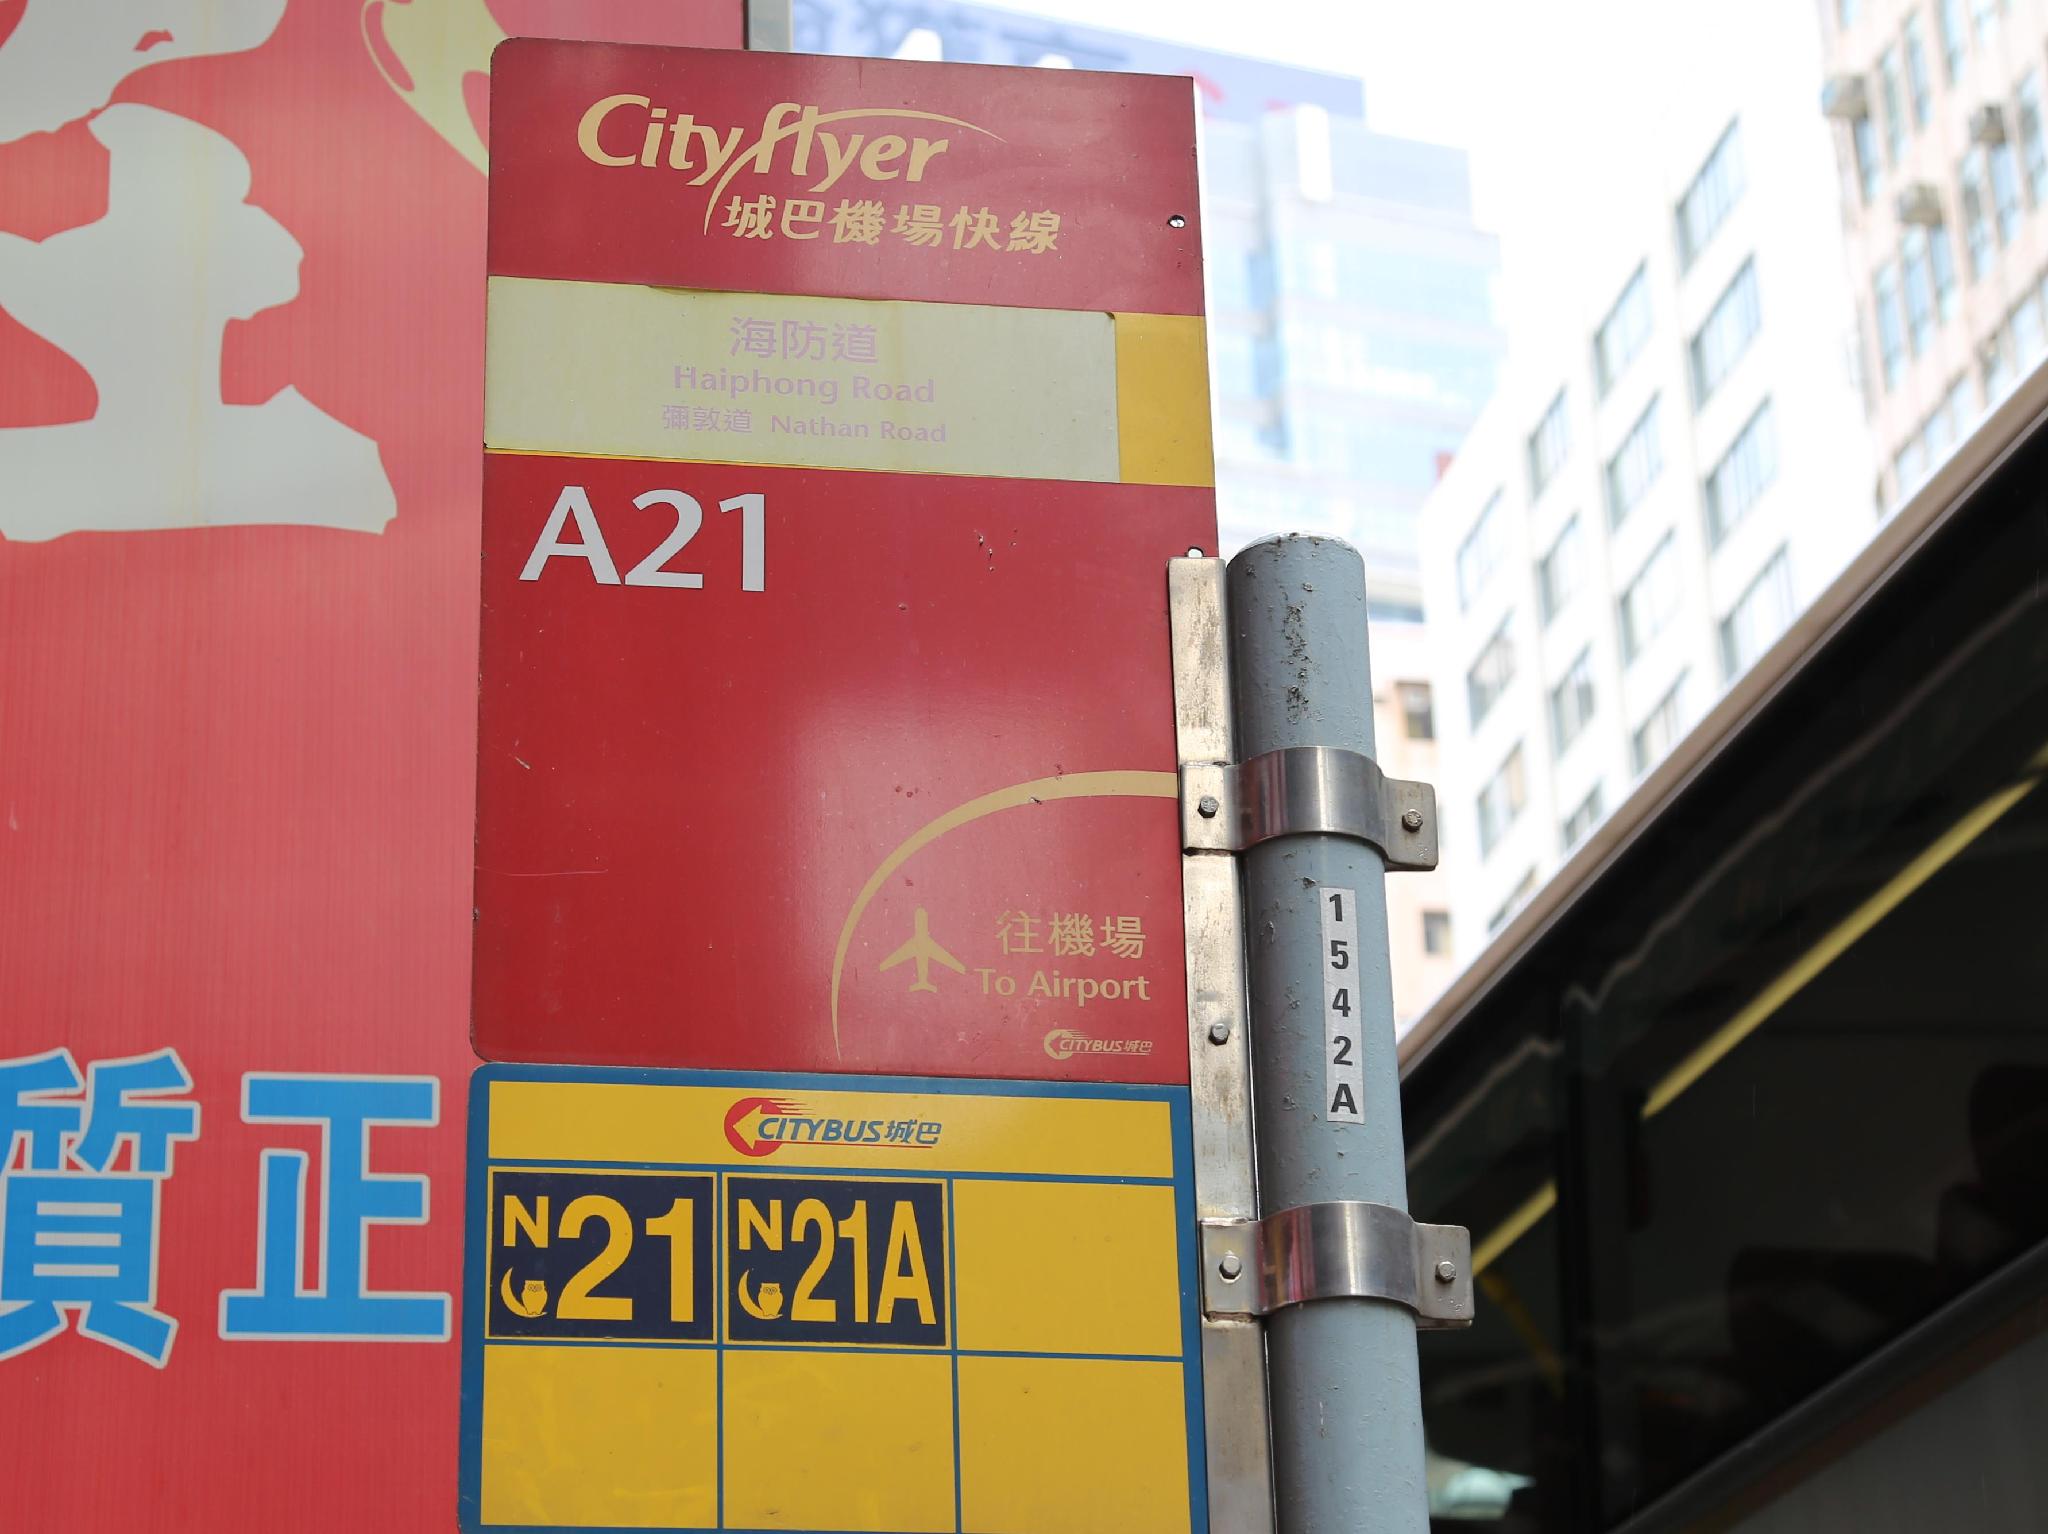 Cityflyer
城巴機場快線
海防道
Haiphong Road
彌敦道 Nathan Road
A21
往機場
To Airport
CITYBUS城巴
CITYBUS城巴
N21 N21A
1542A
質正